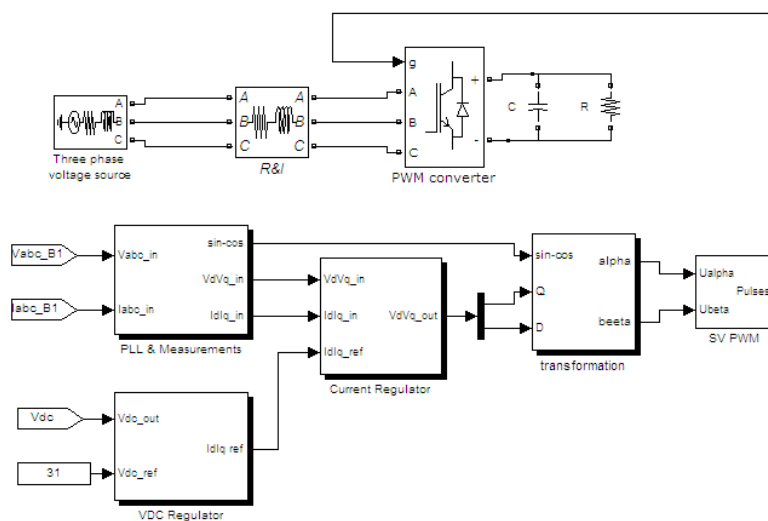 g
A
B
C
+
-
PWM converter
A
B
C
Three phase
voltage source
A
B
C
A
B
C
R&l
C
R
Vabc_B1
Iabc_B1
Vabc_in
Iabc_in
sin-cos
VdVq_in
IdIq_in
PLL & Measurements
VdVq_in
IdIq_in
IdIq_ref
VdVq_out
Current Regulator
sin-cos
Q
D
alpha
beeta
transformation
Ualpha
Ubeta
Pulses
SV PWM
Vdc
31
Vdc_out
Vdc_ref
IdIq ref
VDC Regulator